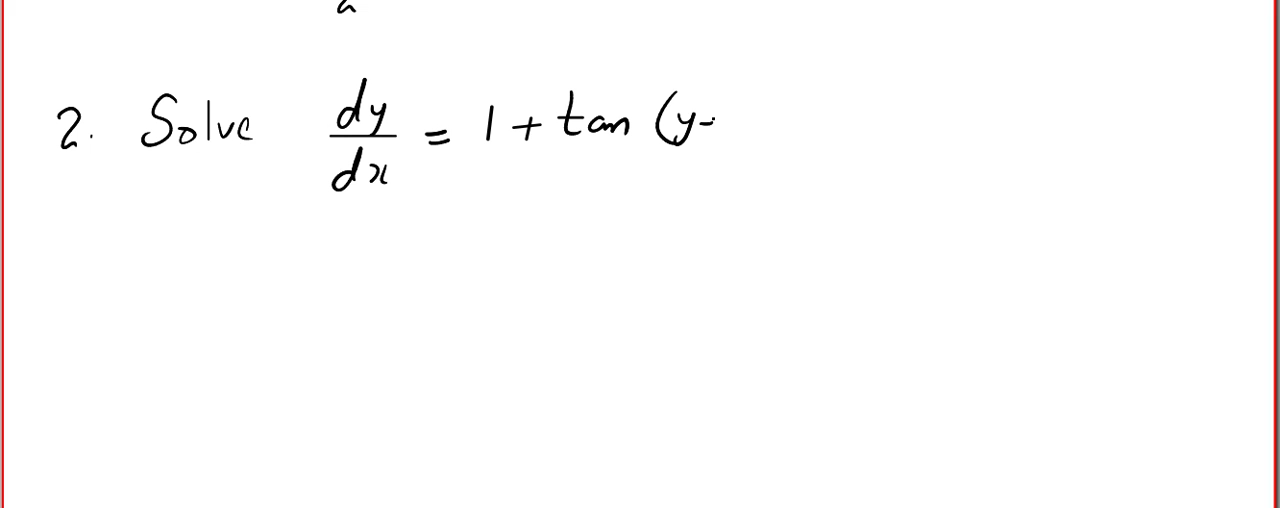 2. Solve dy/dx = 1 + tan (y-